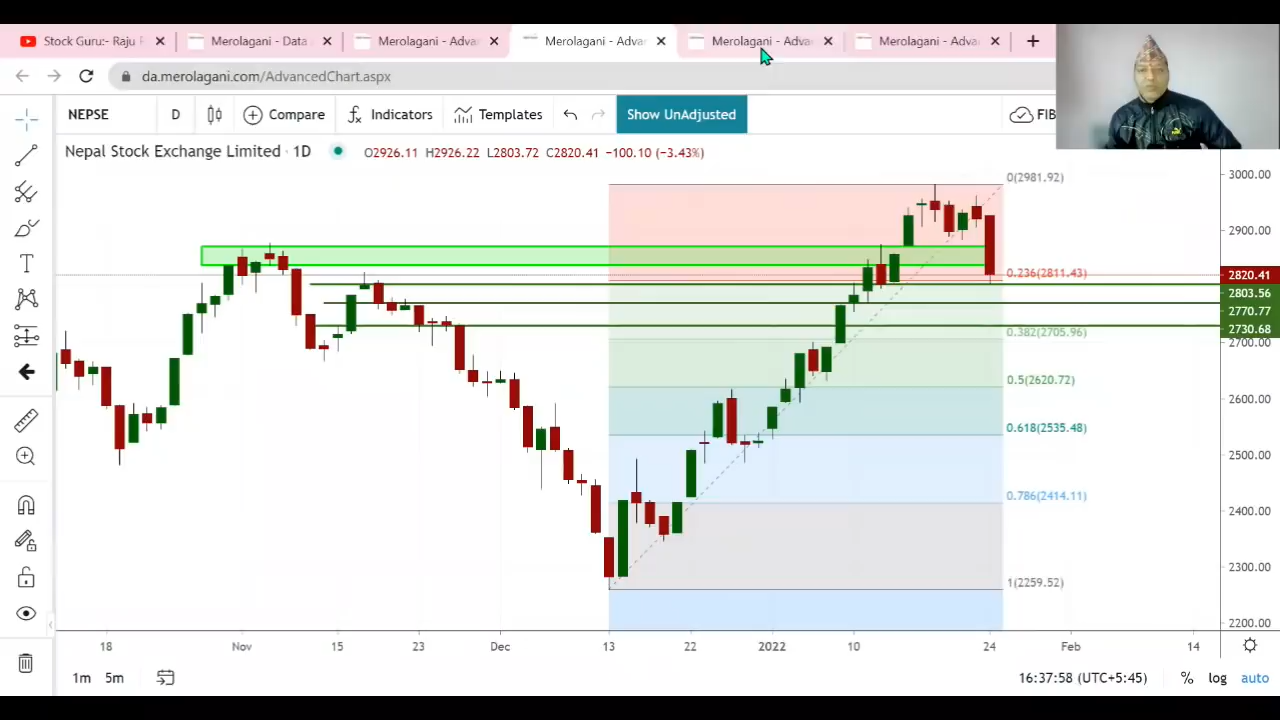 Stock Guru:- Raju
Merolagani - Data
Merolagani - Adva
Merolagani - Adva
Merolagani - Adva
Merolagani - Adva
da.merolagani.com/AdvancedChart.aspx
NEPSE
D
Compare
Indicators
Templates
Show UnAdjusted
FIB
Nepal Stock Exchange Limited · 1D
O2926.11 H2926.22 L2803.72 C2820.41 −100.10 (−3.43%)
0(2981.92)
0.236(2811.43)
0.382(2705.96)
0.5(2620.72)
0.618(2535.48)
0.786(2414.11)
1(2259.52)
3000.00
2900.00
2820.41
2803.56
2770.77
2730.68
2700.00
2600.00
2500.00
2400.00
2300.00
2200.00
18
Nov
15
23
Dec
13
22
2022
10
24
Feb
14
1m
5m
16:37:58 (UTC+5:45)
%
log
auto